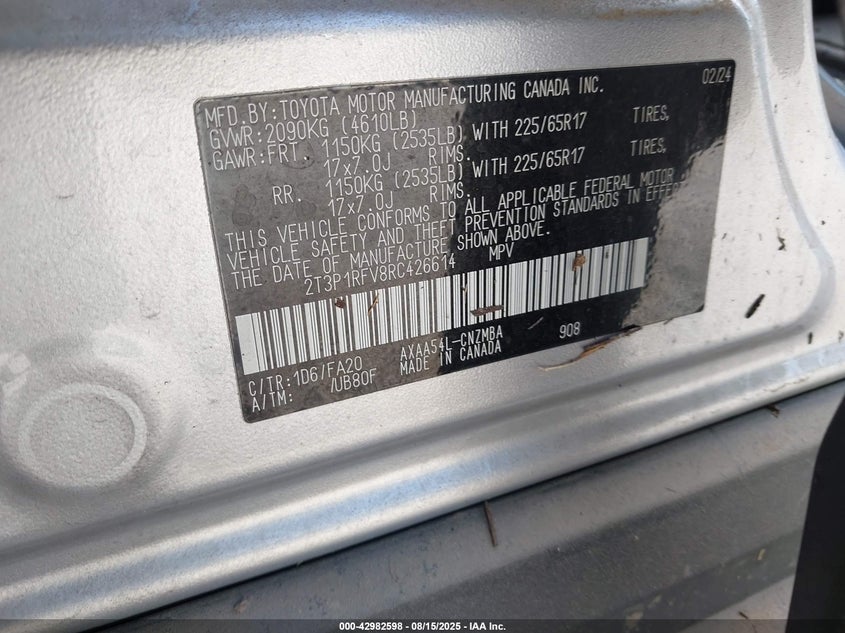 MFD. BY: TOYOTA MOTOR MANUFACTURING CANADA INC. 02/24
GVWR: 2090KG (4610LB)
GAWR: FRT. 1150KG (2535LB) WITH 225/65R17 TIRES,
17x7.0J RIMS.
RR. 1150KG (2535LB) WITH 225/65R17 TIRES,
17x7.0J RIMS.
THIS VEHICLE CONFORMS TO ALL APPLICABLE FEDERAL MOTOR
VEHICLE SAFETY AND THEFT PREVENTION STANDARDS IN EFFECT
THE DATE OF MANUFACTURE SHOWN ABOVE.
2T3P1RFV8RC426614 MPV
C/TR: 1D6/FA20 AXAA54L-CNZMBA 908
A/TM: /UB80F MADE IN CANADA
000-42982598 - 08/15/2025 - IAA Inc.